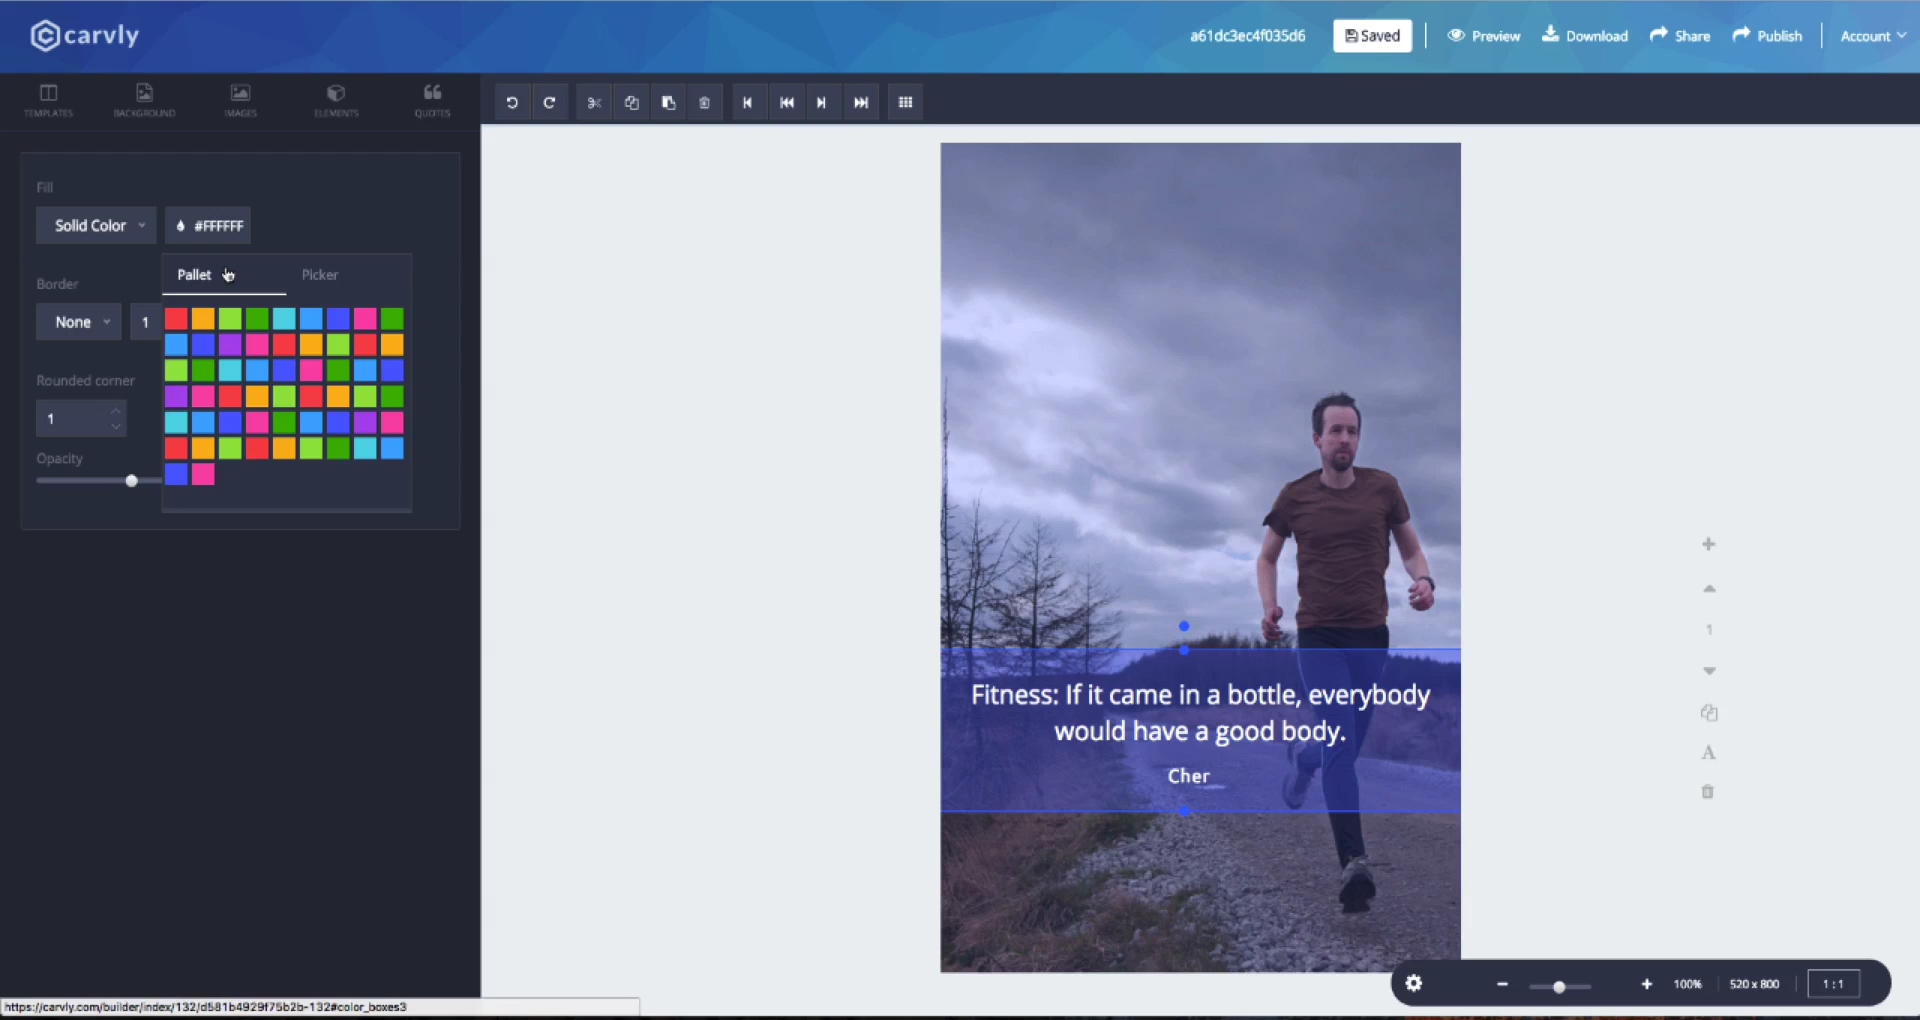 carvly
a61dc3ec4f035d6
Saved
Preview
Download
Share
Publish
Account
TEMPLATES
BACKGROUND
IMAGES
ELEMENTS
QUOTES
Fill
Solid Color
#FFFFFF
Pallet
Picker
Border
None
1
Rounded corner
1
Opacity
Fitness: If it came in a bottle, everybody
would have a good body.
Cher
1
A
100%
520 x 800
1 : 1
https://carvly.com/builder/index/132/d581b4929f75b2b-132#color_boxes3